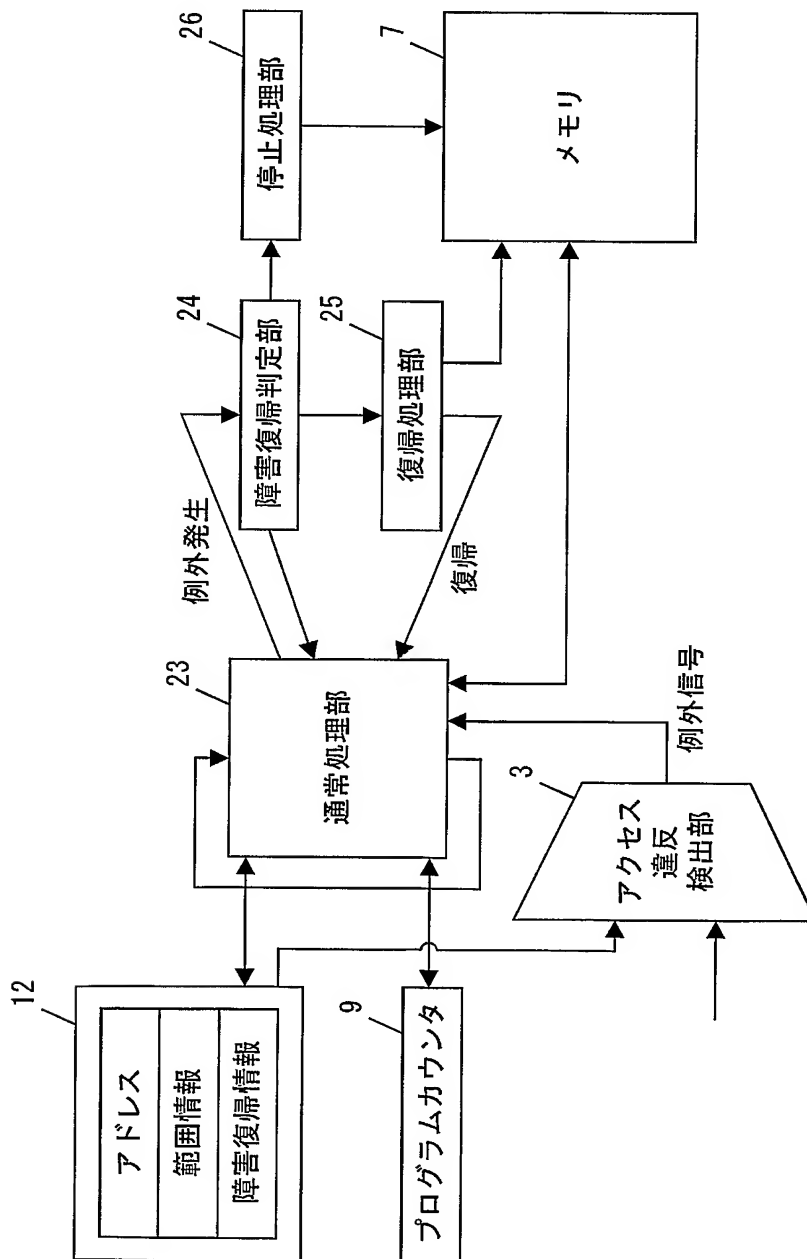 12
アドレス
範囲情報
障害復帰情報
9
プログラムカウンタ
23
通常処理部
アクセス
違反
検出部
3
例外信号
例外発生
復帰
24
障害復帰判定部
25
復帰処理部
26
停止処理部
7
メモリ